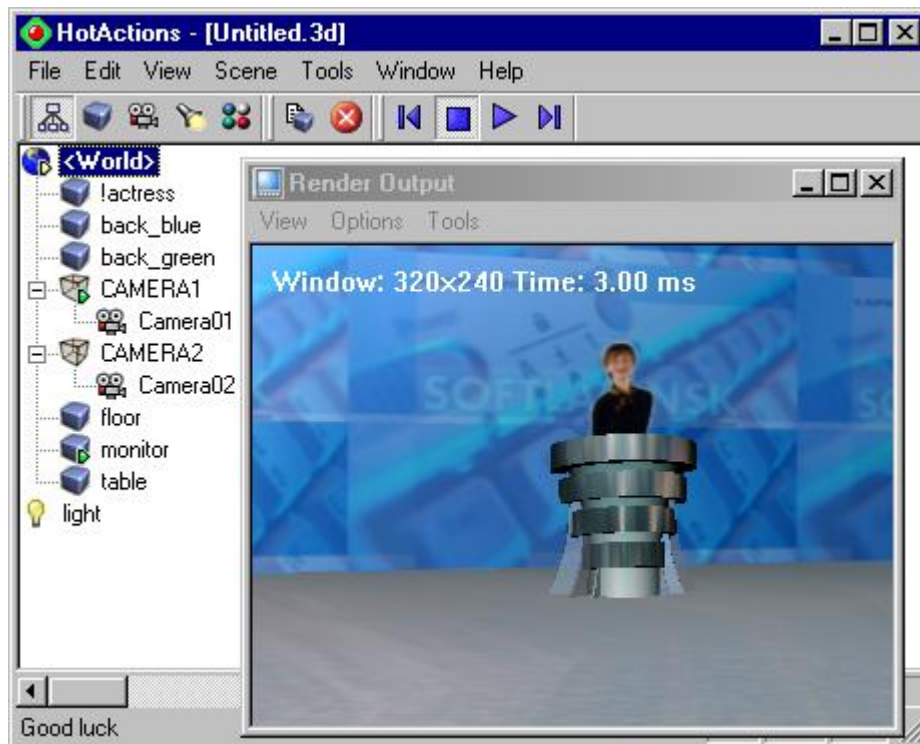 HotActions - [Untitled.3d]
File Edit View Scene Tools Window Help
<World>
!actress
back_blue
back_green
CAMERA1
Camera01
CAMERA2
Camera02
floor
monitor
table
light
Render Output
View Options Tools
Window: 320x240 Time: 3.00 ms
Good luck